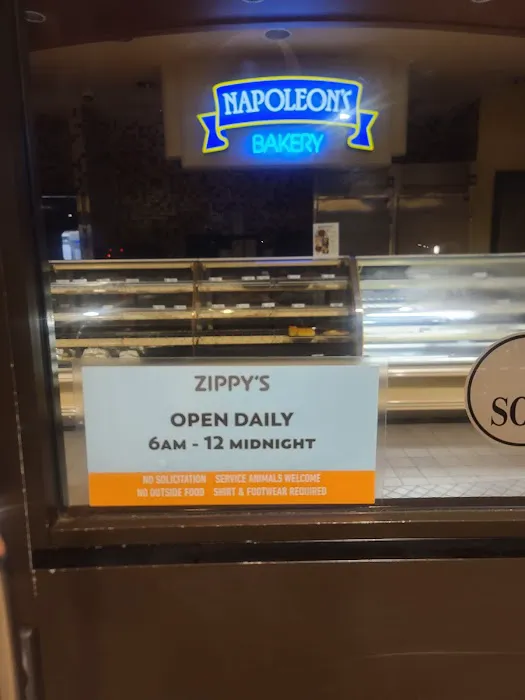 NAPOLEON'S
BAKERY
ZIPPY'S
OPEN DAILY
6AM - 12 MIDNIGHT
NO SOLICITATION SERVICE ANIMALS WELCOME
NO OUTSIDE FOOD SHIRT & FOOTWEAR REQUIRED
SO